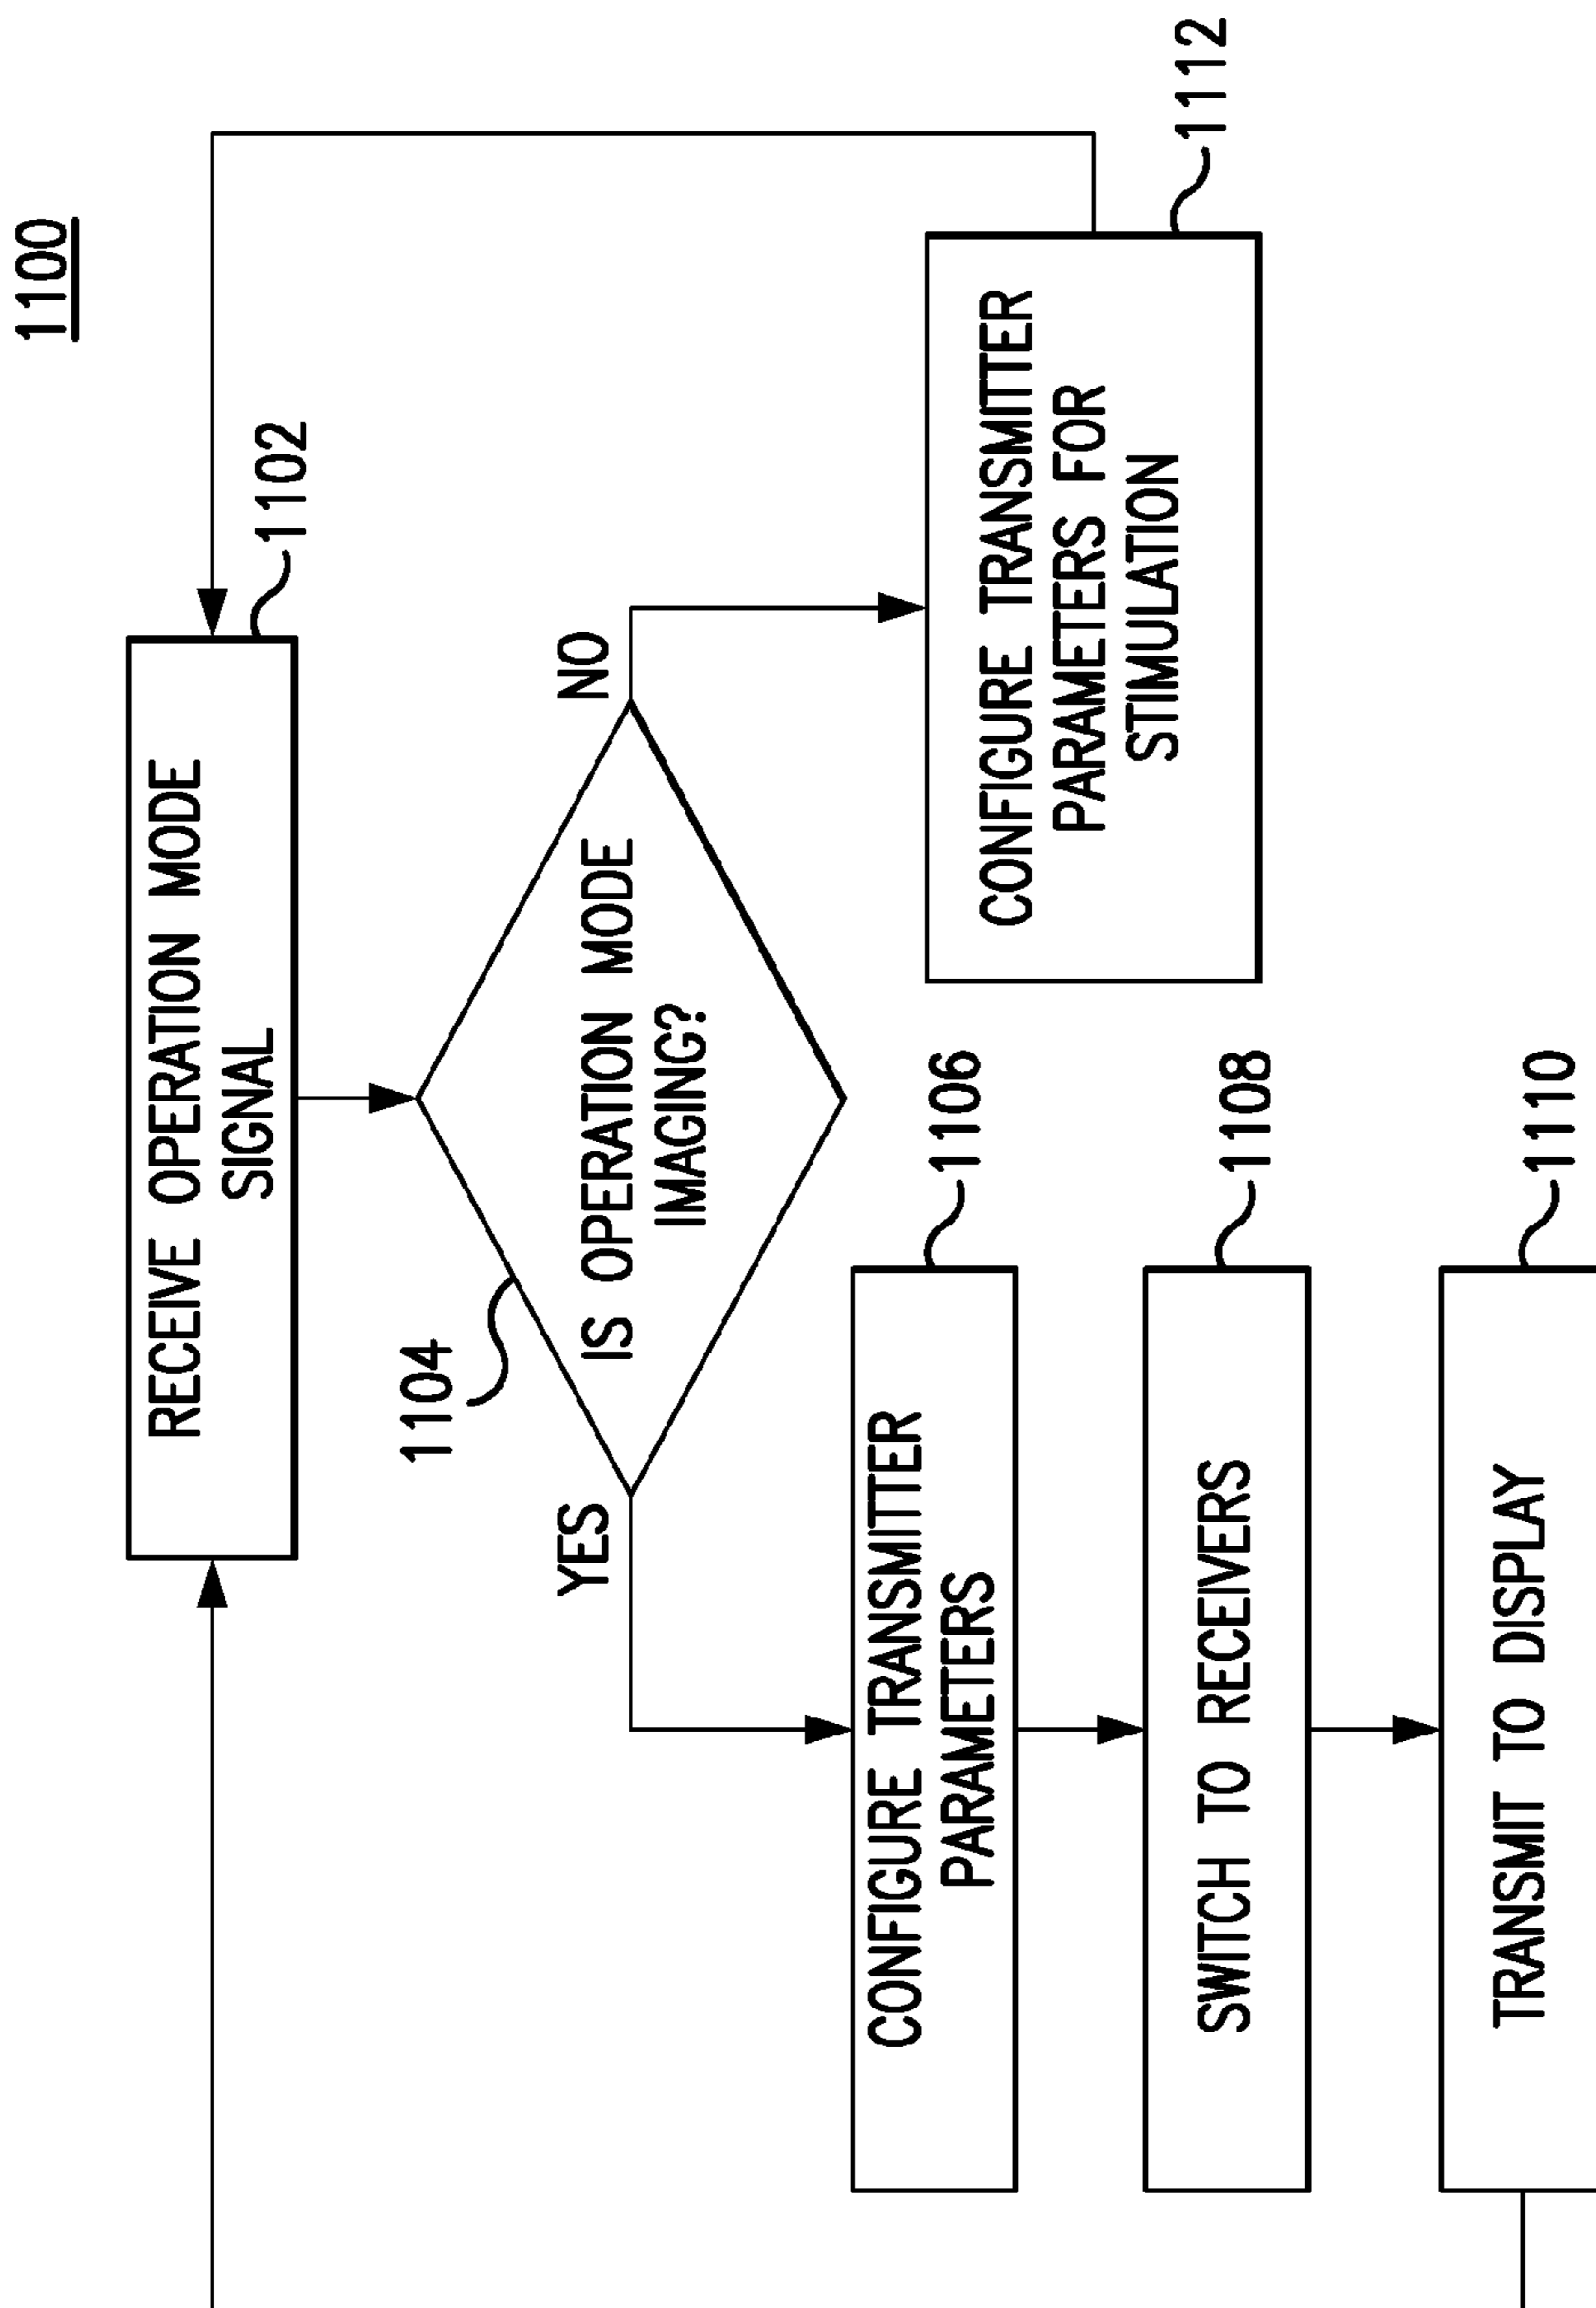 1100
RECEIVE OPERATION MODE
SIGNAL
1102
1104
IS OPERATION MODE
IMAGING?
YES
NO
CONFIGURE TRANSMITTER
PARAMETERS
1106
SWITCH TO RECEIVERS
1108
TRANSMIT TO DISPLAY
1110
CONFIGURE TRANSMITTER
PARAMETERS FOR
STIMULATION
1112